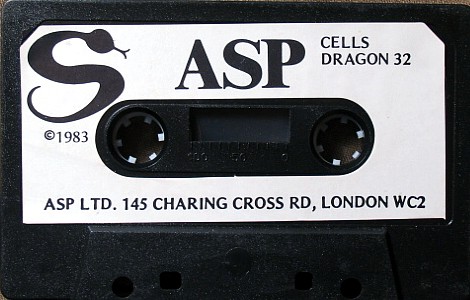 ASP
CELLS
DRAGON 32
©1983
100 50 0
ASP LTD. 145 CHARING CROSS RD, LONDON WC2